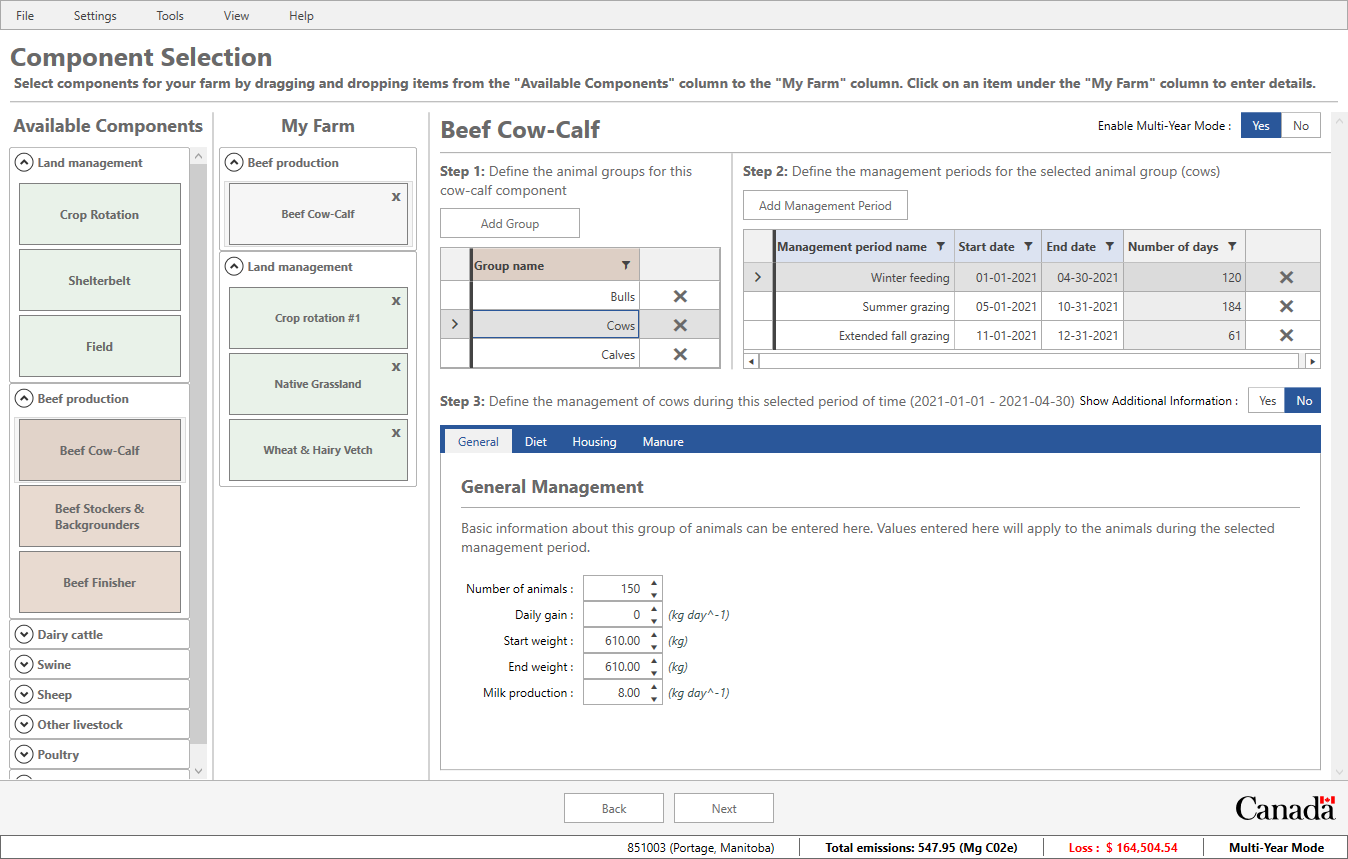 File Settings Tools View Help
Component Selection
Select components for your farm by dragging and dropping items from the "Available Components" column to the "My Farm" column. Click on an item under the "My Farm" column to enter details.
Available Components
Land management
Crop Rotation
Shelterbelt
Field
Beef production
Beef Cow-Calf
Beef Stockers &
Backgrounders
Beef Finisher
Dairy cattle
Swine
Sheep
Other livestock
Poultry
My Farm
Beef production
x
Beef Cow-Calf
Land management
x
Crop rotation #1
x
Native Grassland
x
Wheat & Hairy Vetch
Beef Cow-Calf
Enable Multi-Year Mode : Yes No
Step 1: Define the animal groups for this
cow-calf component
Add Group
Group name
Bulls
Cows
Calves
Step 2: Define the management periods for the selected animal group (cows)
Add Management Period
Management period name Start date End date Number of days
Winter feeding 01-01-2021 04-30-2021 120
Summer grazing 05-01-2021 10-31-2021 184
Extended fall grazing 11-01-2021 12-31-2021 61
Step 3: Define the management of cows during this selected period of time (2021-01-01 - 2021-04-30) Show Additional Information : Yes No
General Diet Housing Manure
General Management
Basic information about this group of animals can be entered here. Values entered here will apply to the animals during the selected
management period.
Number of animals : 150
Daily gain : 0 (kg day^-1)
Start weight : 610.00 (kg)
End weight : 610.00 (kg)
Milk production : 8.00 (kg day^-1)
Back Next
Canada
851003 (Portage, Manitoba) Total emissions: 547.95 (Mg C02e) Loss : $ 164,504.54 Multi-Year Mode